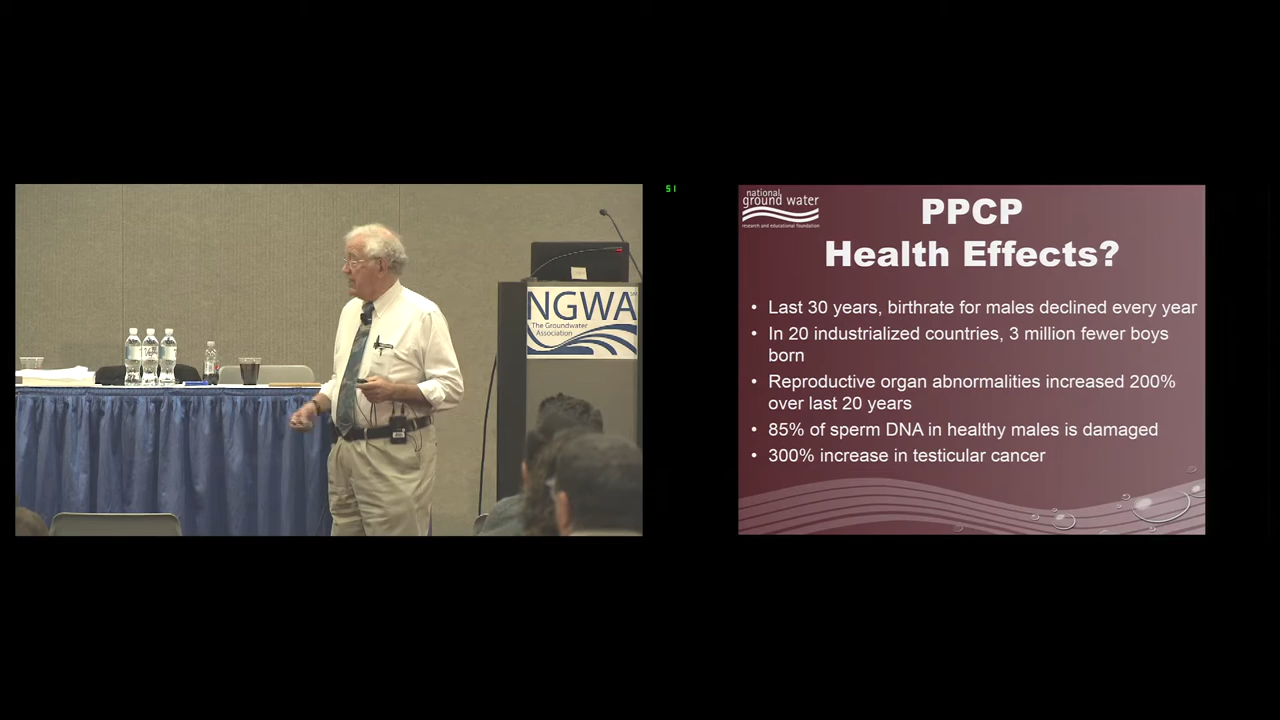 51
NGWA
The Groundwater
Association
national
ground water
research and educational foundation
PPCP
Health Effects?
• Last 30 years, birthrate for males declined every year
• In 20 industrialized countries, 3 million fewer boys
born
• Reproductive organ abnormalities increased 200%
over last 20 years
• 85% of sperm DNA in healthy males is damaged
• 300% increase in testicular cancer